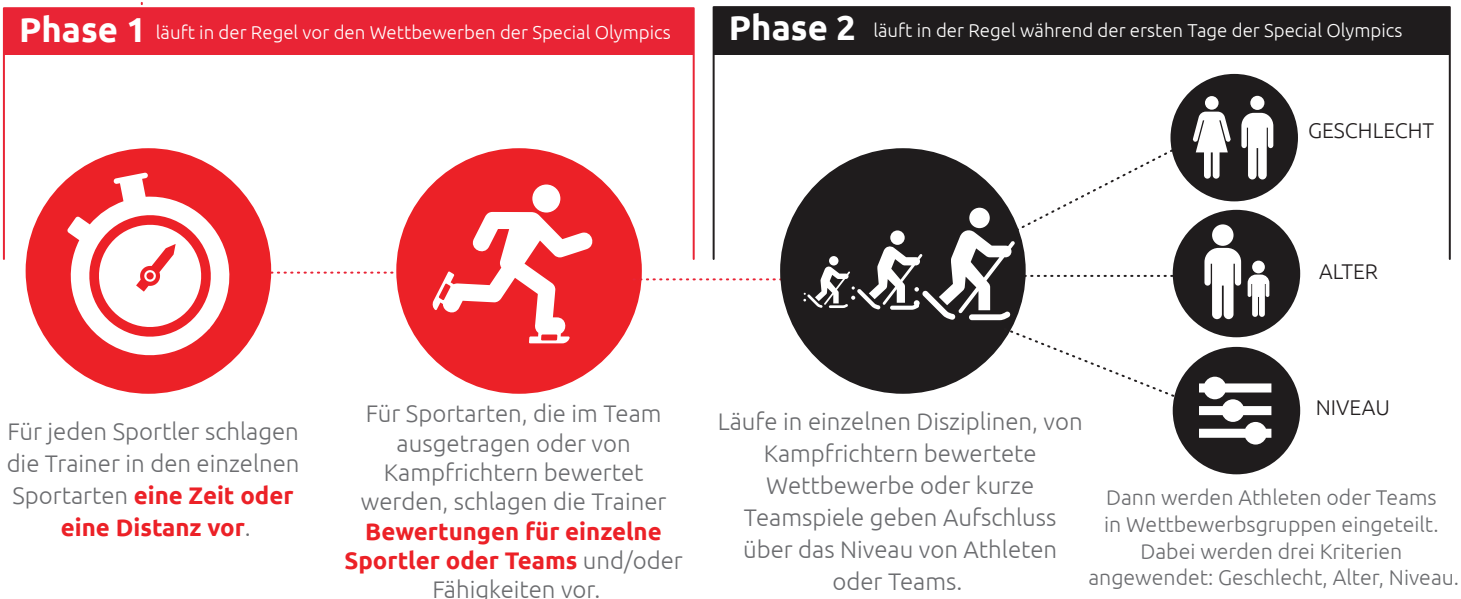 Phase 1 läuft in der Regel vor den Wettbewerben der Special Olympics
Für jeden Sportler schlagen
die Trainer in den einzelnen
Sportarten eine Zeit oder
eine Distanz vor.
Für Sportarten, die im Team
ausgetragen oder von
Kampfrichtern bewertet
werden, schlagen die Trainer
Bewertungen für einzelne
Sportler oder Teams und/oder
Fähigkeiten vor.
Phase 2 läuft in der Regel während der ersten Tage der Special Olympics
Läufe in einzelnen Disziplinen, von
Kampfrichtern bewertete
Wettbewerbe oder kurze
Teamspiele geben Aufschluss
über das Niveau von Athleten
oder Teams.
GESCHLECHT
ALTER
NIVEAU
Dann werden Athleten oder Teams
in Wettbewerbsgruppen eingeteilt.
Dabei werden drei Kriterien
angewendet: Geschlecht, Alter, Niveau.